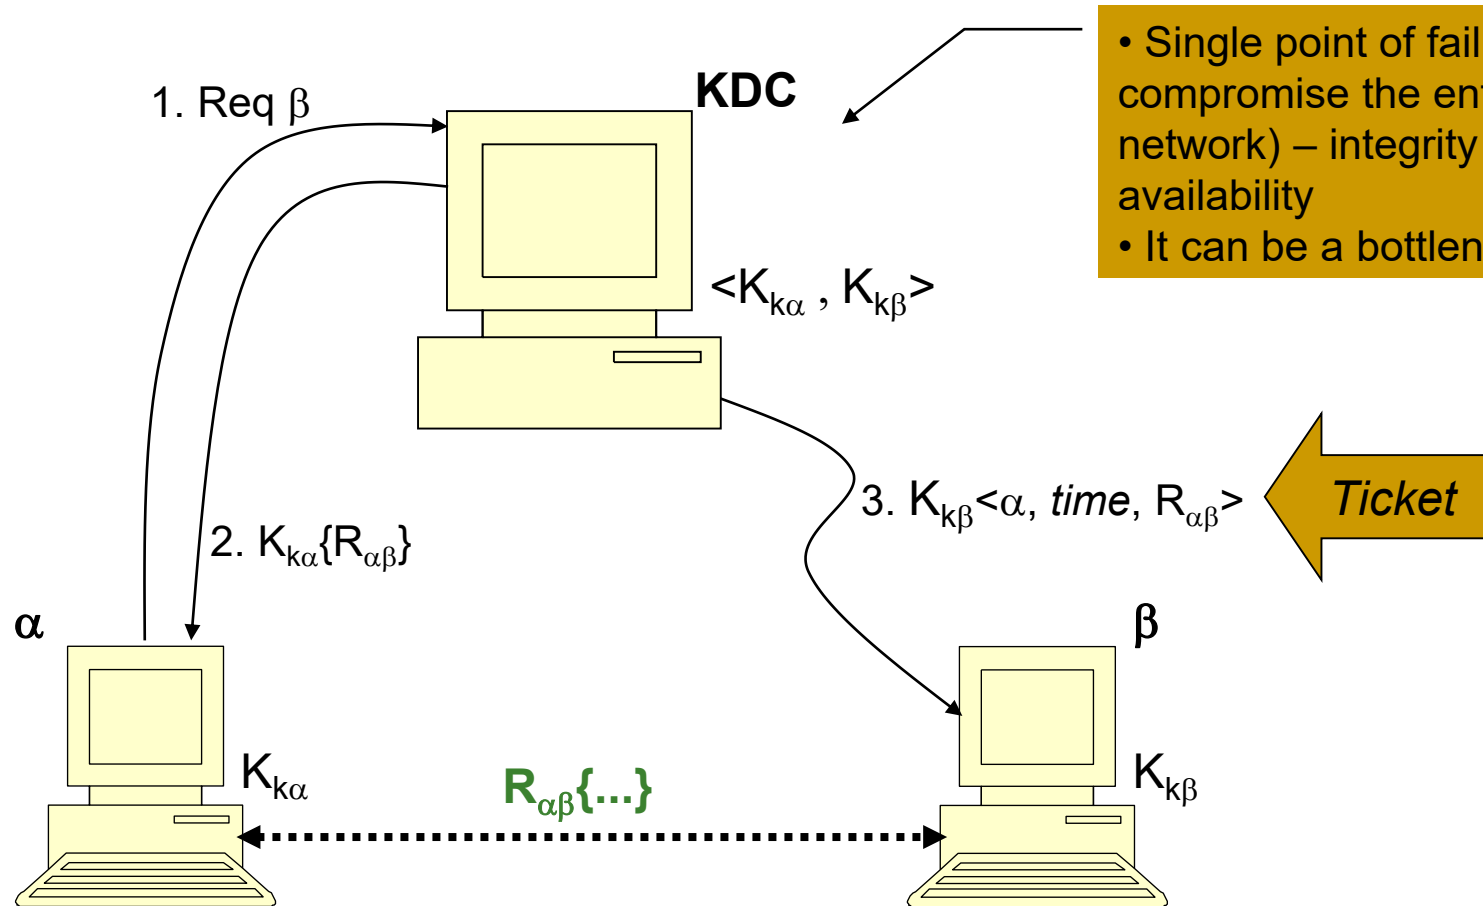 1. Req β
KDC
• Single point of fail
compromise the ent
network) – integrity
availability
• It can be a bottlen
<Kkα , Kkβ>
3. Kkβ<α, time, Rαβ>
Ticket
2. Kkα{Rαβ}
α
β
Kkα
Rαβ{...}
Kkβ